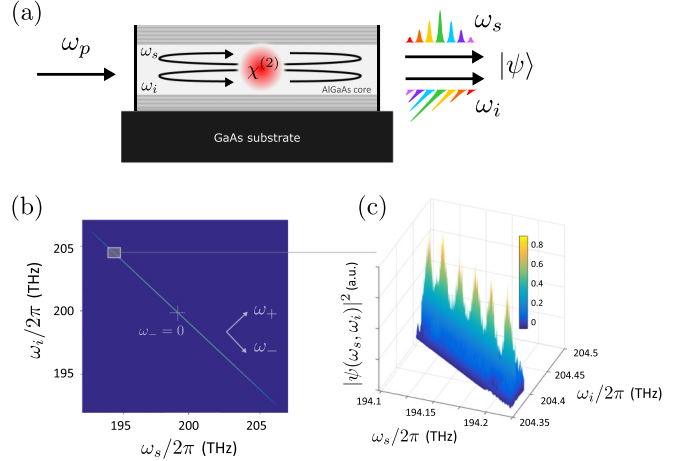 (a)
ω_p
ω_s
ω_i
χ^(2)
AlGaAs core
GaAs substrate
ω_s
|ψ⟩
ω_i
(b)
ω_i/2π (THz)
205
200
195
ω_− = 0
ω_+
ω_−
195
200
205
ω_s/2π (THz)
(c)
|ψ(ω_s, ω_i)|^2 (a.u.)
0.8
0.6
0.4
0.2
0
194.1
194.15
194.2
ω_s/2π (THz)
204.5
204.45
204.4
204.35
ω_i/2π (THz)